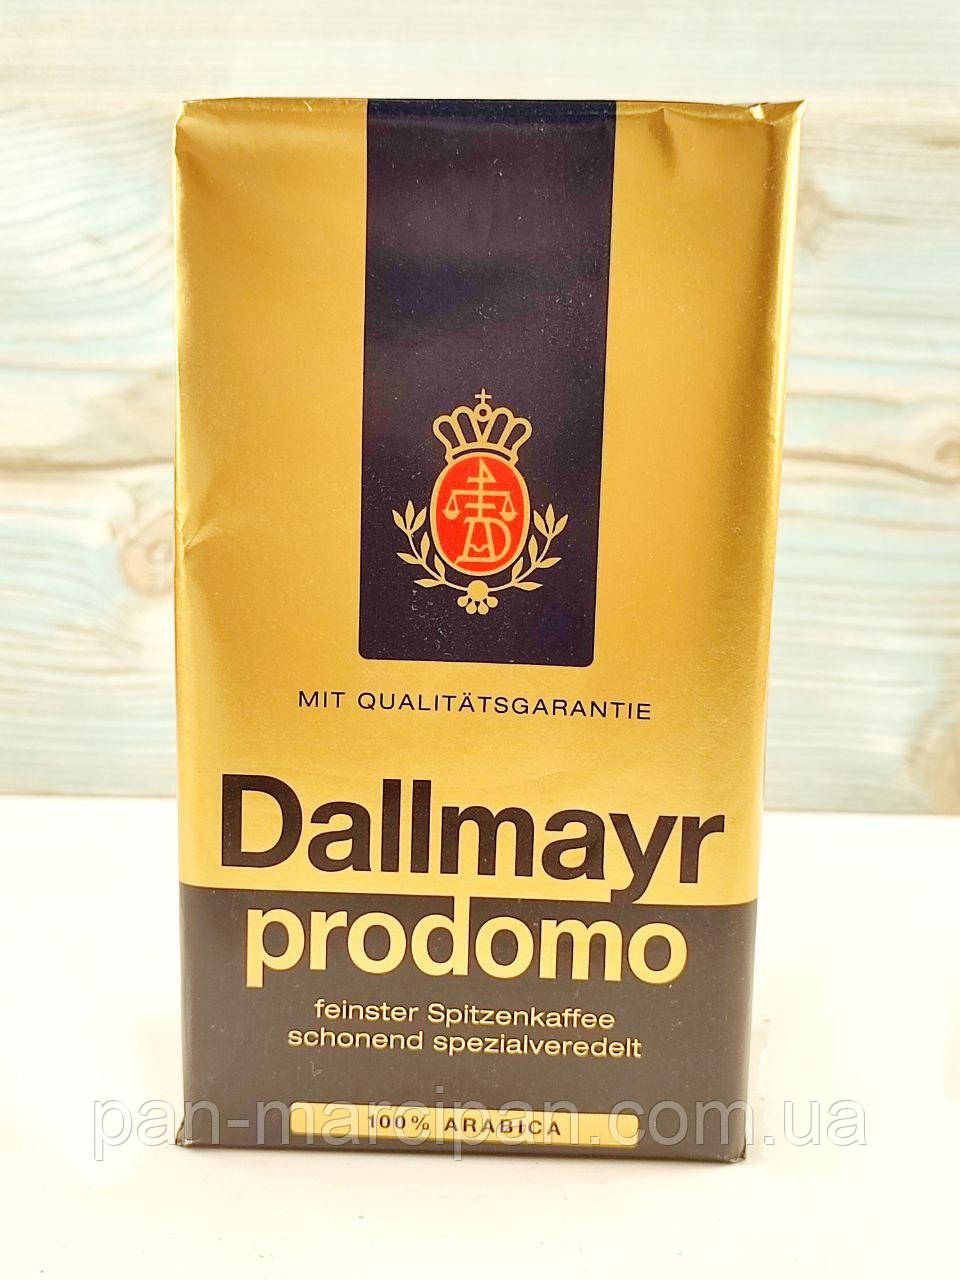 MIT QUALITÄTSGARANTIE
Dallmayr
prodomo
feinster Spitzenkaffee
schonend spezialveredelt
100% ARABICA
pan-marcipan.com.ua